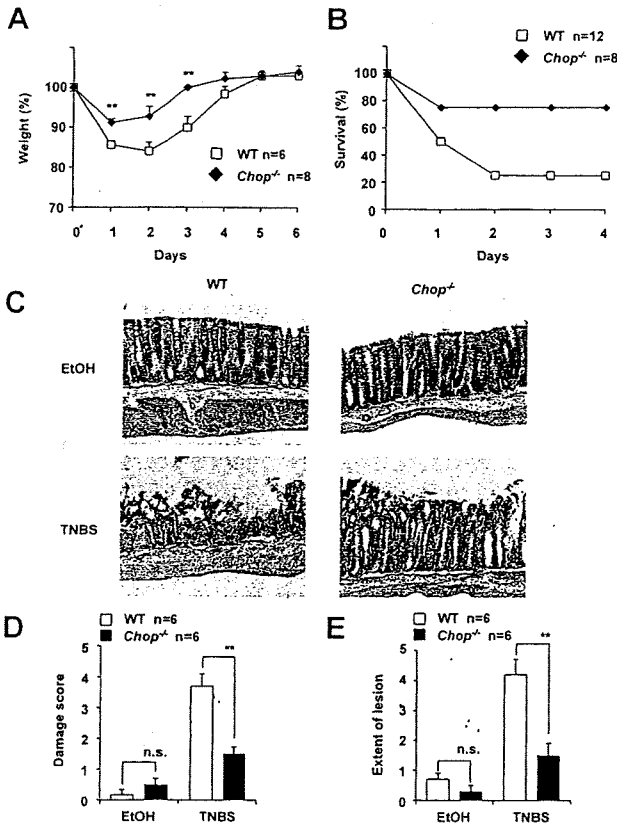 A
Weight (%)
100
90
80
70
**
**
**
WT n=6
Chop-/- n=8
0 1 2 3 4 5 6
Days
B
WT n=12
Chop-/- n=8
Survival (%)
100
80
60
40
20
0
0 1 2 3 4
Days
C
WT
Chop-/-
EtOH
TNBS
D
WT n=6
Chop-/- n=6
Damage score
5
4
3
2
1
0
n.s.
**
EtOH TNBS
E
WT n=6
Chop-/- n=6
Extent of lesion
5
4
3
2
1
0
n.s.
**
EtOH TNBS